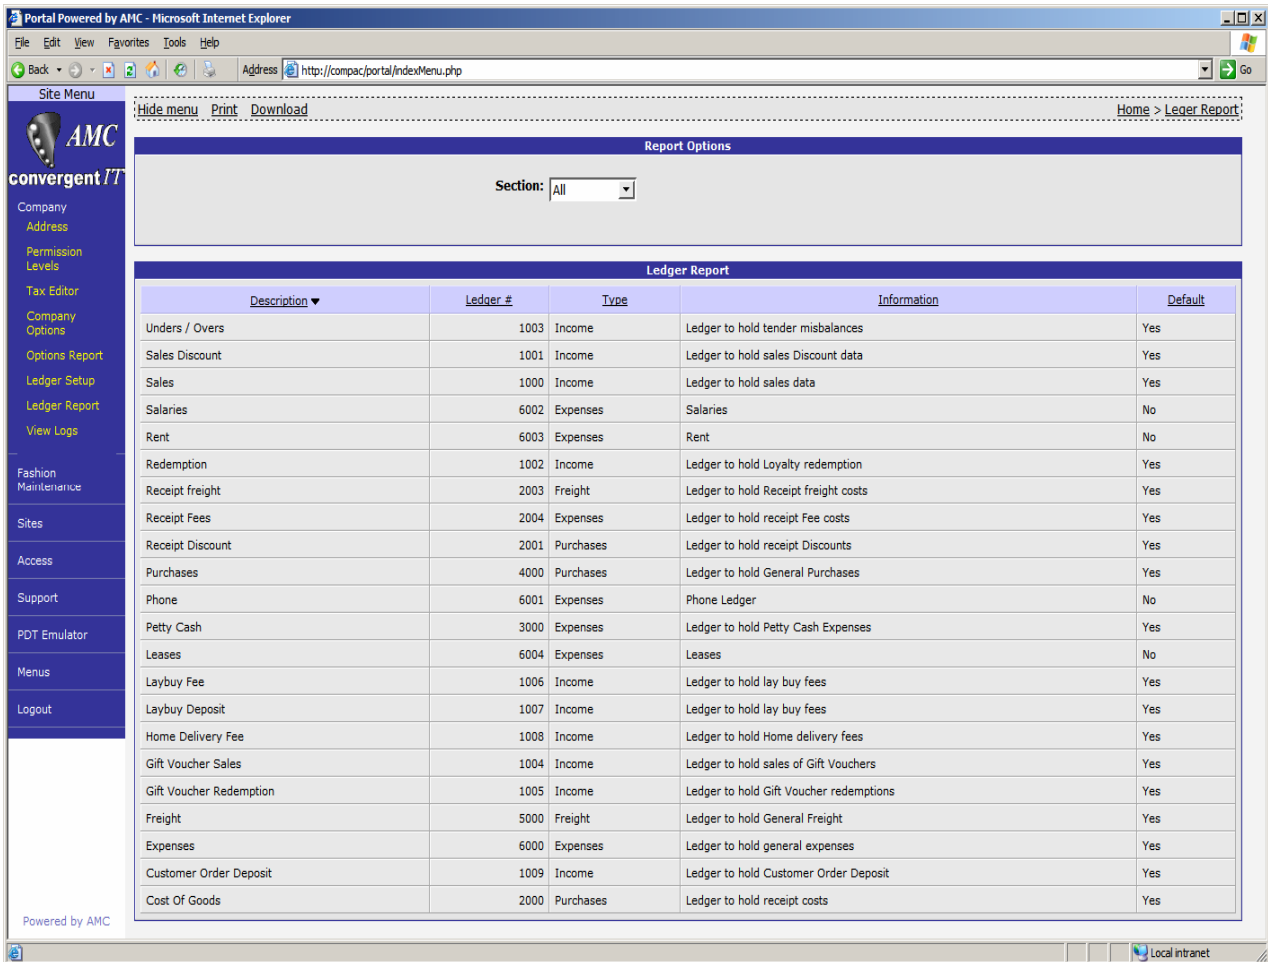 Portal Powered by AMC - Microsoft Internet Explorer
File Edit View Favorites Tools Help
Back Address http://compac/portal/indexMenu.php Go
Site Menu
Hide menu Print Download Home > Leger Report
AMC
convergent IT
Report Options
Section: All
Company
Address
Permission
Levels
Tax Editor
Company
Options
Options Report
Ledger Setup
Ledger Report
View Logs
Fashion
Maintenance
Sites
Access
Support
PDT Emulator
Menus
Logout
Powered by AMC
Ledger Report
Description ▼ Ledger # Type Information Default
Unders / Overs 1003 Income Ledger to hold tender misbalances Yes
Sales Discount 1001 Income Ledger to hold sales Discount data Yes
Sales 1000 Income Ledger to hold sales data Yes
Salaries 6002 Expenses Salaries No
Rent 6003 Expenses Rent No
Redemption 1002 Income Ledger to hold Loyalty redemption Yes
Receipt freight 2003 Freight Ledger to hold Receipt freight costs Yes
Receipt Fees 2004 Expenses Ledger to hold receipt Fee costs Yes
Receipt Discount 2001 Purchases Ledger to hold receipt Discounts Yes
Purchases 4000 Purchases Ledger to hold General Purchases Yes
Phone 6001 Expenses Phone Ledger No
Petty Cash 3000 Expenses Ledger to hold Petty Cash Expenses Yes
Leases 6004 Expenses Leases No
Laybuy Fee 1006 Income Ledger to hold lay buy fees Yes
Laybuy Deposit 1007 Income Ledger to hold lay buy fees Yes
Home Delivery Fee 1008 Income Ledger to hold Home delivery fees Yes
Gift Voucher Sales 1004 Income Ledger to hold sales of Gift Vouchers Yes
Gift Voucher Redemption 1005 Income Ledger to hold Gift Voucher redemptions Yes
Freight 5000 Freight Ledger to hold General Freight Yes
Expenses 6000 Expenses Ledger to hold general expenses Yes
Customer Order Deposit 1009 Income Ledger to hold Customer Order Deposit Yes
Cost Of Goods 2000 Purchases Ledger to hold receipt costs Yes
Local intranet